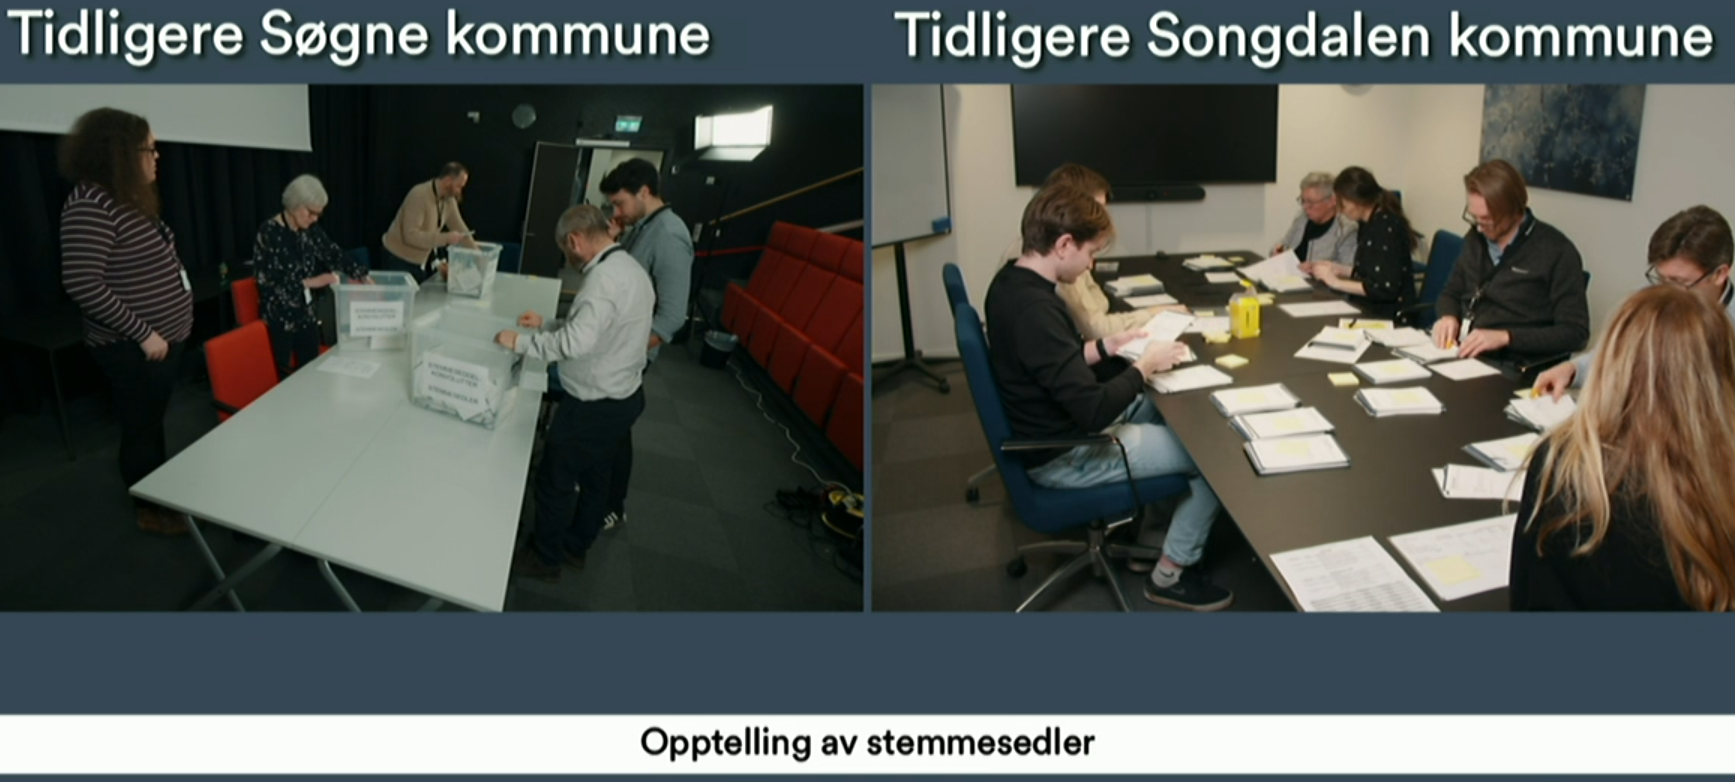 Tidligere Søgne kommune
Tidligere Songdalen kommune
Opptelling av stemmesedler